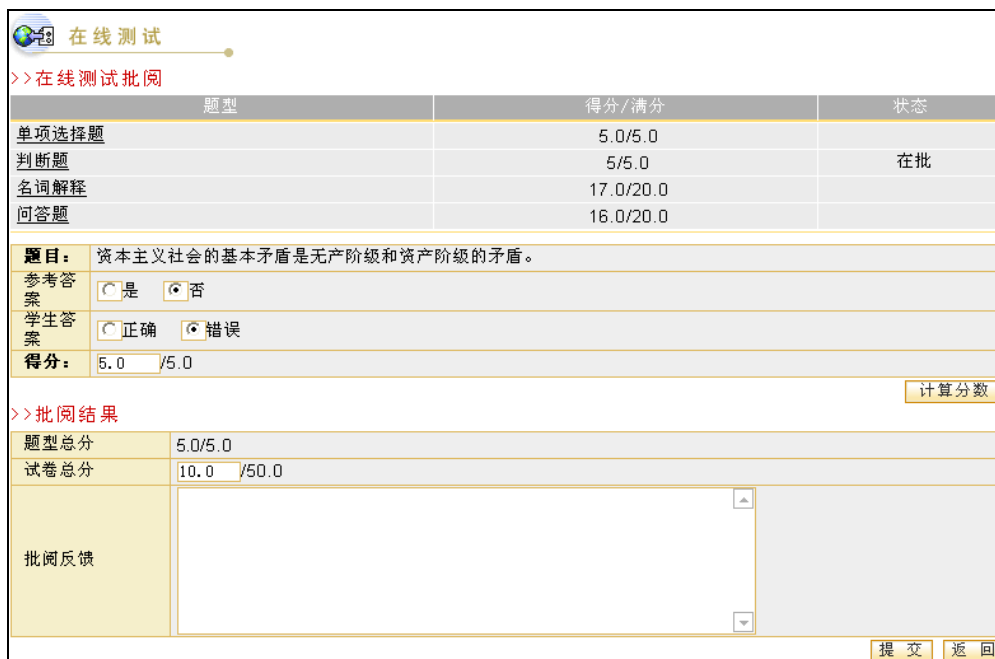 在线测试
>>在线测试批阅
题型 得分/满分 状态
单项选择题 5.0/5.0
判断题 5/5.0 在批
名词解释 17.0/20.0
问答题 16.0/20.0
题目： 资本主义社会的基本矛盾是无产阶级和资产阶级的矛盾。
参考答案 是 否
学生答案 正确 错误
得分： 5.0 /5.0
计算分数
>>批阅结果
题型总分 5.0/5.0
试卷总分 10.0 /50.0
批阅反馈
提 交 返 回